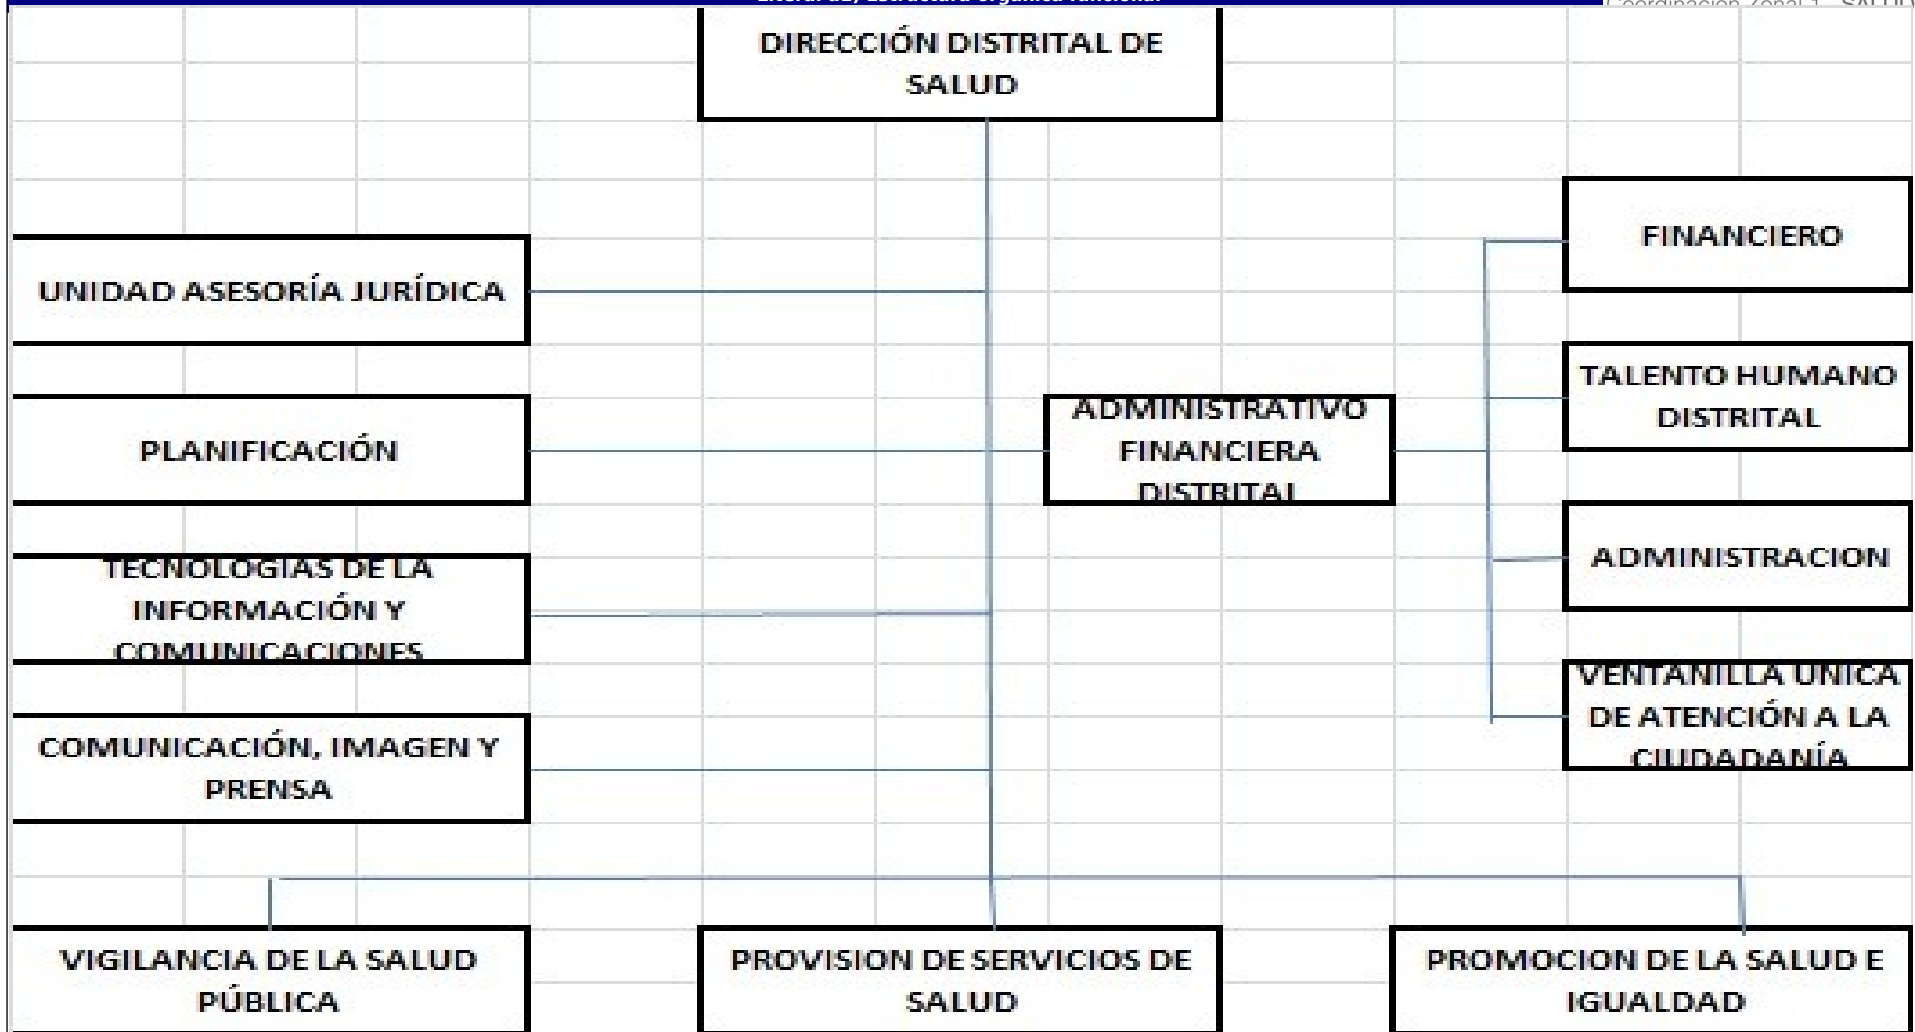 DIRECCIÓN DISTRITAL DE
SALUD
FINANCIERO
UNIDAD ASESORÍA JURÍDICA
TALENTO HUMANO
DISTRITAL
PLANIFICACIÓN
ADMINISTRATIVO
FINANCIERA
DISTRITAL
TECNOLOGIAS DE LA
INFORMACIÓN Y
COMUNICACIONES
ADMINISTRACION
VENTANILLA UNICA
DE ATENCIÓN A LA
CIUDADANÍA
COMUNICACIÓN, IMAGEN Y
PRENSA
VIGILANCIA DE LA SALUD
PÚBLICA
PROVISION DE SERVICIOS DE
SALUD
PROMOCION DE LA SALUD E
IGUALDAD